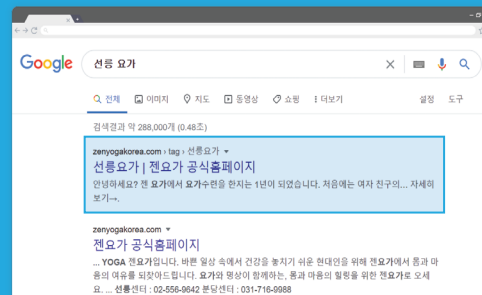 Google
선릉 요가
전체 이미지 지도 동영상 쇼핑 더보기 설정 도구
검색결과 약 288,000개 (0.48초)
zenyogakorea.com › tag › 선릉요가
선릉요가 | 젠요가 공식홈페이지
안녕하세요? 젠 요가에서 요가수련을 한지는 1년이 되었습니다. 처음에는 여자 친구의... 자세히
보기→.
zenyogakorea.com
젠요가 공식홈페이지
... YOGA 젠요가입니다. 바쁜 일상 속에서 건강을 놓치기 쉬운 현대인을 위해 젠요가에서 몸과 마
음의 여유를 되찾아드립니다. 요가와 명상이 함께하는, 몸과 마음의 힐링을 위한 젠요가로 오세
요. ... 선릉센터 : 02-556-9642 분당센터 : 031-716-9988